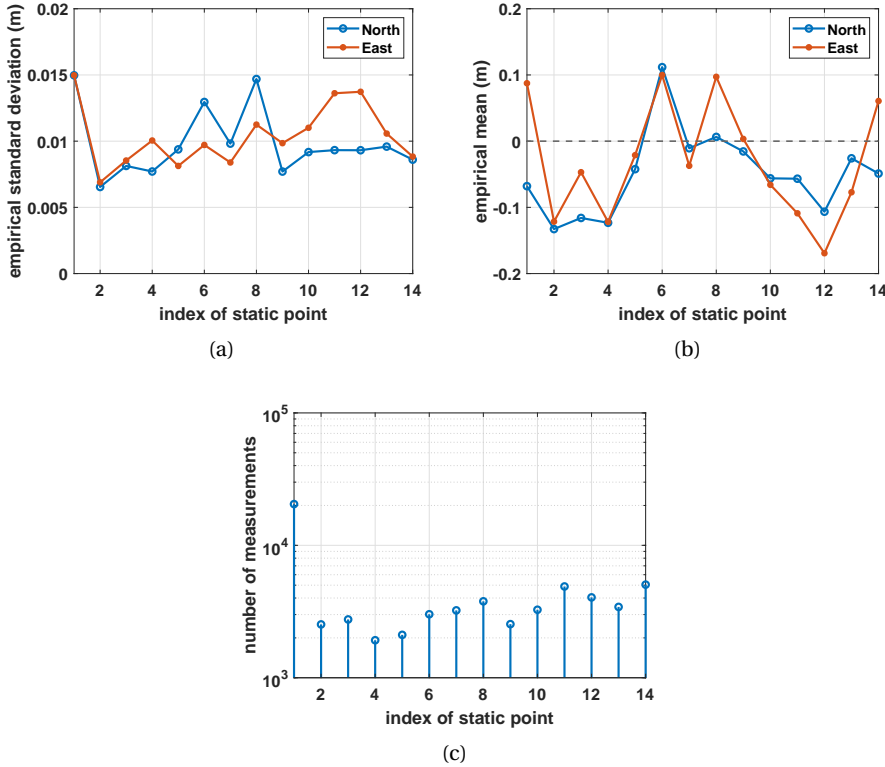 0.02
0.015
0.01
0.005
0
empirical standard deviation (m)
North
East
2 4 6 8 10 12 14
index of static point
(a)
0.2
0.1
0
-0.1
-0.2
empirical mean (m)
North
East
2 4 6 8 10 12 14
index of static point
(b)
10^5
10^4
10^3
number of measurements
2 4 6 8 10 12 14
index of static point
(c)